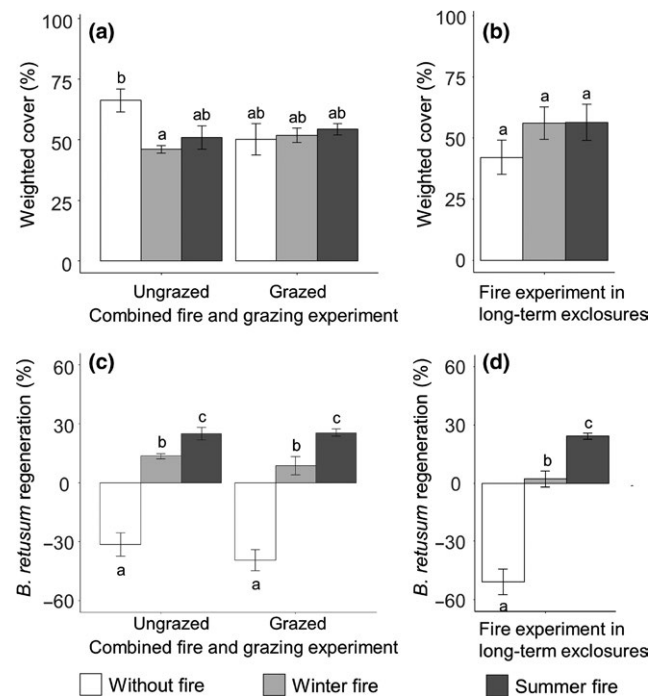 (a)
Weighted cover (%)
100
75
50
25
0
b
a
ab
ab
ab
ab
Ungrazed
Grazed
Combined fire and grazing experiment
(b)
Weighted cover (%)
100
75
50
25
0
a
a
a
Fire experiment in
long-term exclosures
(c)
B. retusum regeneration (%)
60
30
0
−30
−60
a
b
c
a
b
c
Ungrazed
Grazed
Combined fire and grazing experiment
(d)
B. retusum regeneration (%)
60
30
0
−30
−60
a
b
c
Fire experiment in
long-term exclosures
Without fire
Winter fire
Summer fire